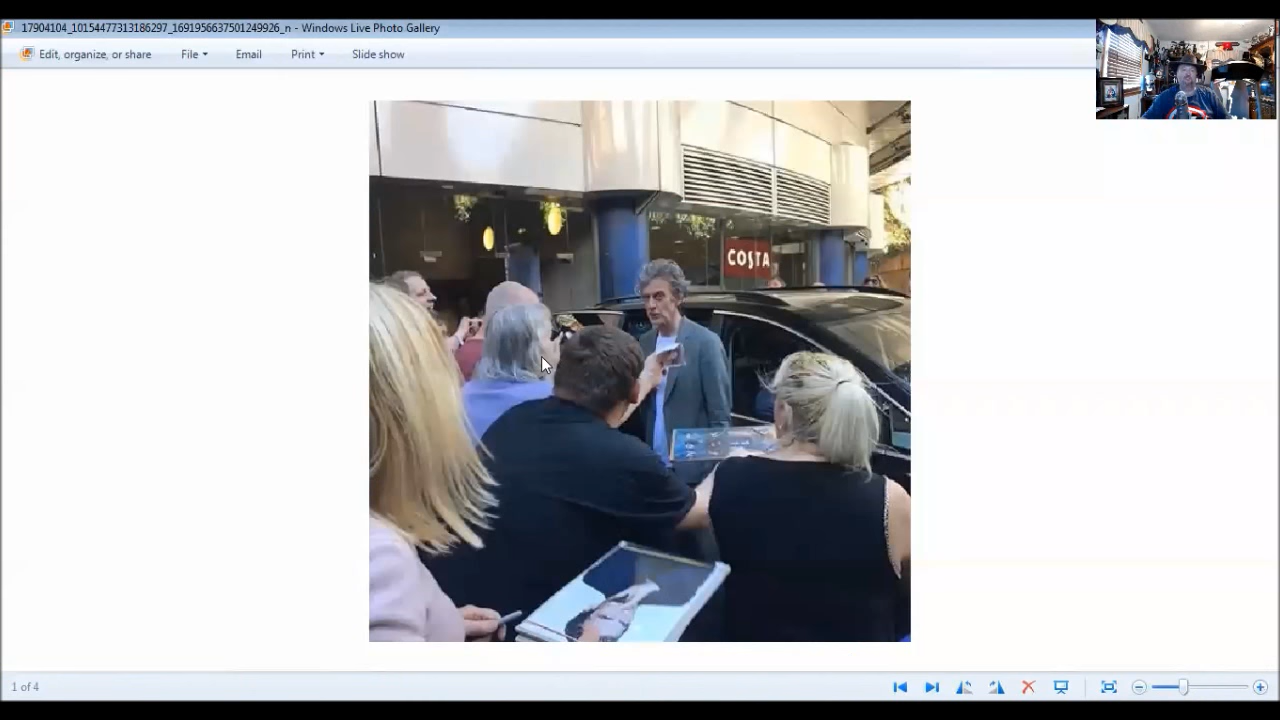 17904104_10154477313186297_1691956637501249926_n - Windows Live Photo Gallery
Edit, organize, or share File Email Print Slide show
COSTA
1 of 4